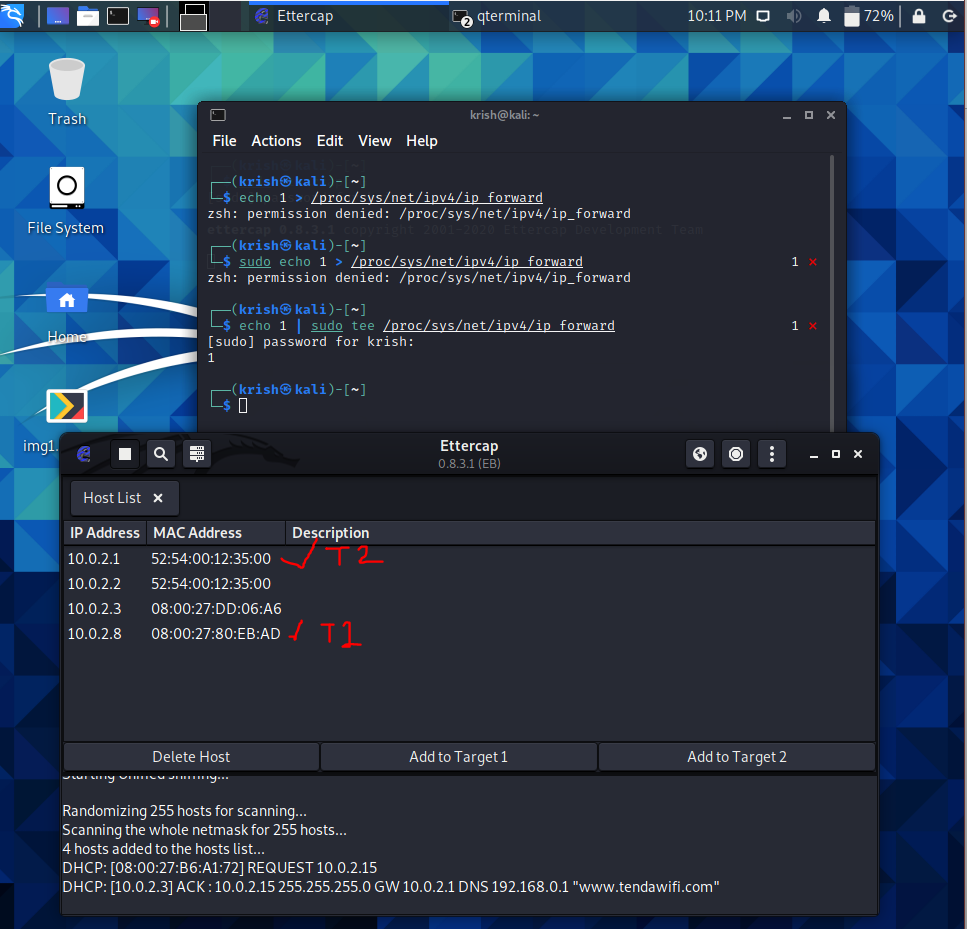 Ettercap
2
qterminal
10:11 PM
72%
Trash
File System
Home
img1.
krish@kali: ~
File Actions Edit View Help
┌──(krish㉿kali)-[~]
└─$ echo 1 > /proc/sys/net/ipv4/ip_forward
zsh: permission denied: /proc/sys/net/ipv4/ip_forward
ettercap 0.8.3.1 copyright 2001-2020 Ettercap Development Team
┌──(krish㉿kali)-[~]
└─$ sudo echo 1 > /proc/sys/net/ipv4/ip_forward 1 ⨯
zsh: permission denied: /proc/sys/net/ipv4/ip_forward
┌──(krish㉿kali)-[~]
└─$ echo 1 | sudo tee /proc/sys/net/ipv4/ip_forward 1 ⨯
[sudo] password for krish:
1
┌──(krish㉿kali)-[~]
└─$
Ettercap
0.8.3.1 (EB)
Host List ×
IP Address MAC Address Description
10.0.2.1 52:54:00:12:35:00 ✓ T2
10.0.2.2 52:54:00:12:35:00
10.0.2.3 08:00:27:DD:06:A6
10.0.2.8 08:00:27:80:EB:AD ✓ T1
Delete Host Add to Target 1 Add to Target 2
Starting Unified sniffing...
Randomizing 255 hosts for scanning...
Scanning the whole netmask for 255 hosts...
4 hosts added to the hosts list...
DHCP: [08:00:27:B6:A1:72] REQUEST 10.0.2.15
DHCP: [10.0.2.3] ACK : 10.0.2.15 255.255.255.0 GW 10.0.2.1 DNS 192.168.0.1 "www.tendawifi.com"